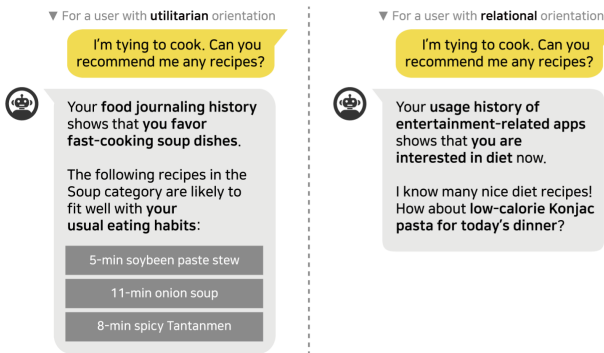 ▼ For a user with utilitarian orientation
I'm tying to cook. Can you
recommend me any recipes?
Your food journaling history
shows that you favor
fast-cooking soup dishes.
The following recipes in the
Soup category are likely to
fit well with your
usual eating habits:
5-min soybeen paste stew
11-min onion soup
8-min spicy Tantanmen
▼ For a user with relational orientation
I'm tying to cook. Can you
recommend me any recipes?
Your usage history of
entertainment-related apps
shows that you are
interested in diet now.
I know many nice diet recipes!
How about low-calorie Konjac
pasta for today's dinner?